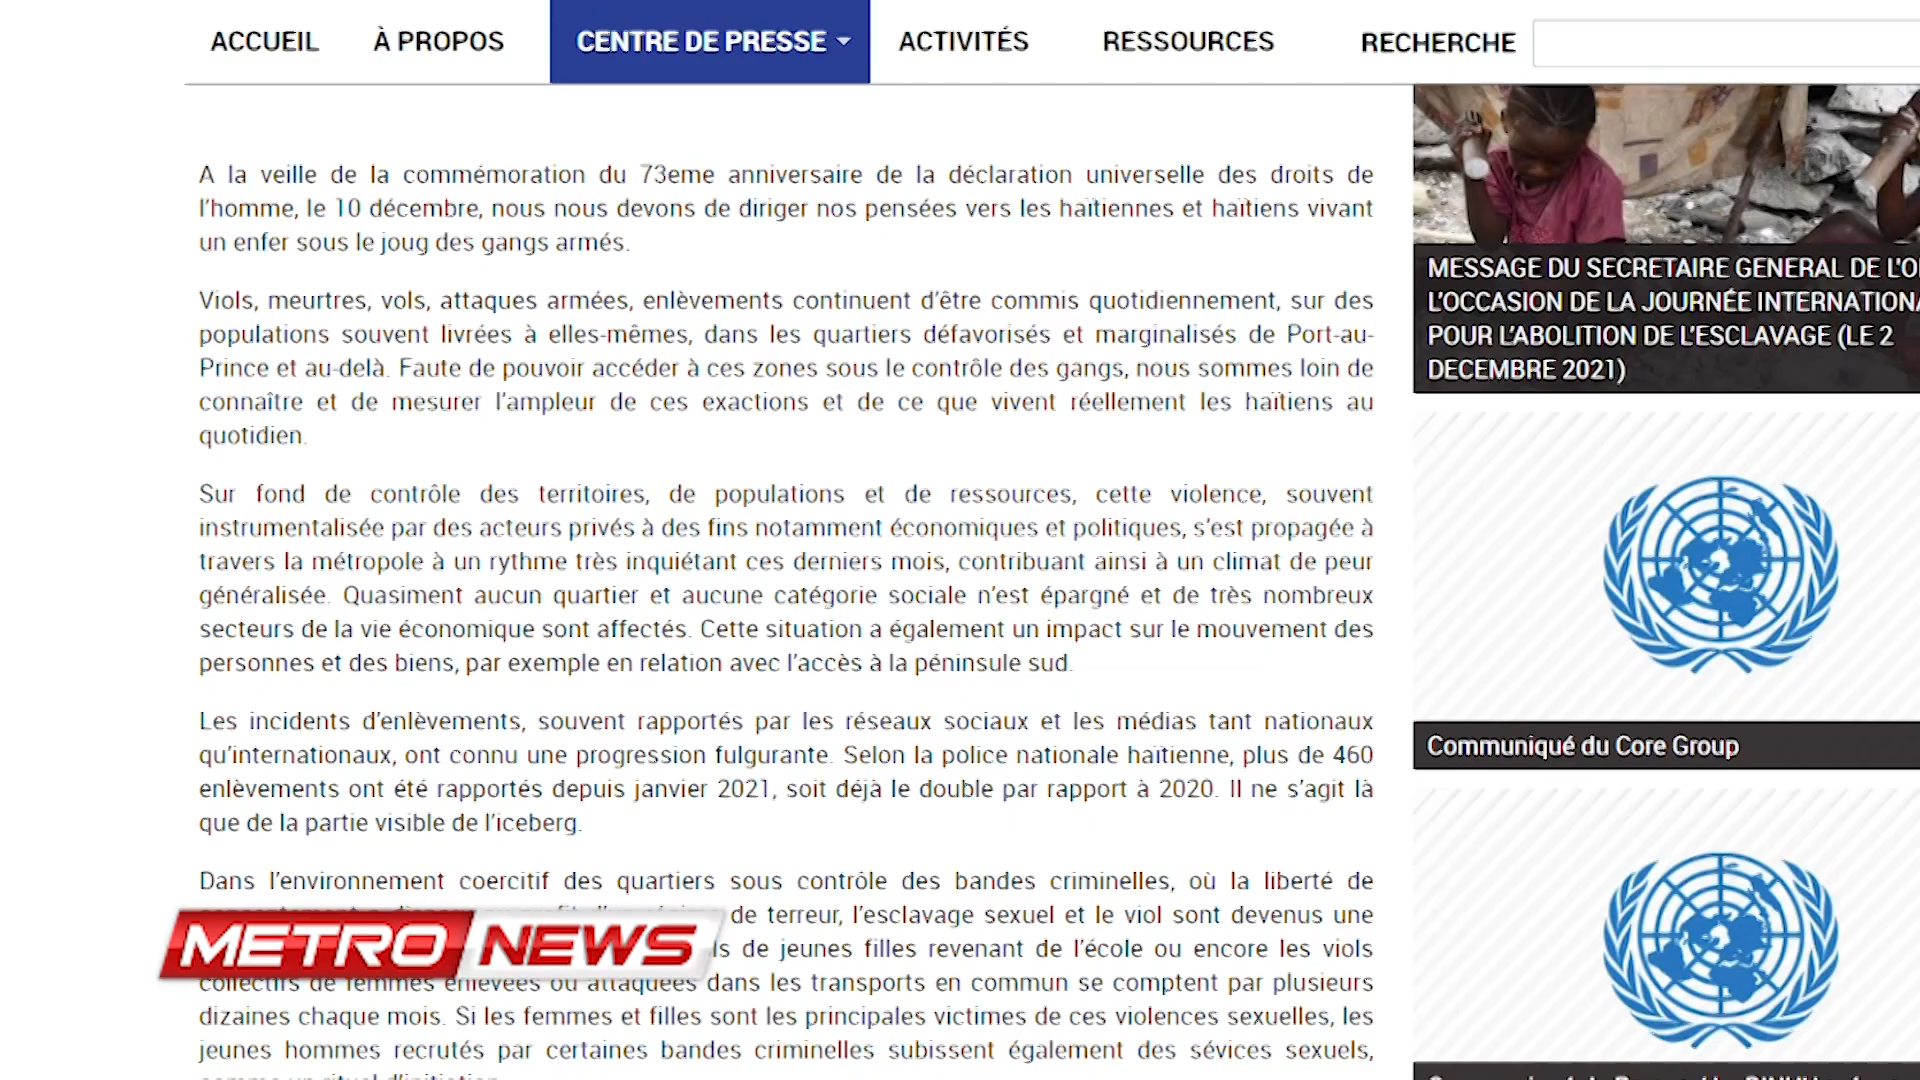 ACCUEIL À PROPOS CENTRE DE PRESSE ACTIVITÉS RESSOURCES RECHERCHE
A la veille de la commémoration du 73eme anniversaire de la déclaration universelle des droits de
l'homme, le 10 décembre, nous nous devons de diriger nos pensées vers les haïtiennes et haïtiens vivant
un enfer sous le joug des gangs armés.
Viols, meurtres, vols, attaques armées, enlèvements continuent d'être commis quotidiennement, sur des
populations souvent livrées à elles-mêmes, dans les quartiers défavorisés et marginalisés de Port-au-
Prince et au-delà. Faute de pouvoir accéder à ces zones sous le contrôle des gangs, nous sommes loin de
connaître et de mesurer l'ampleur de ces exactions et de ce que vivent réellement les haïtiens au
quotidien.
Sur fond de contrôle des territoires, de populations et de ressources, cette violence, souvent
instrumentalisée par des acteurs privés à des fins notamment économiques et politiques, s'est propagée à
travers la métropole à un rythme très inquiétant ces derniers mois, contribuant ainsi à un climat de peur
généralisée. Quasiment aucun quartier et aucune catégorie sociale n'est épargné et de très nombreux
secteurs de la vie économique sont affectés. Cette situation a également un impact sur le mouvement des
personnes et des biens, par exemple en relation avec l'accès à la péninsule sud.
Les incidents d'enlèvements, souvent rapportés par les réseaux sociaux et les médias tant nationaux
qu'internationaux, ont connu une progression fulgurante. Selon la police nationale haïtienne, plus de 460
enlèvements ont été rapportés depuis janvier 2021, soit déjà le double par rapport à 2020. Il ne s'agit là
que de la partie visible de l'iceberg.
Dans l'environnement coercitif des quartiers sous contrôle des bandes criminelles, où la liberté de
de terreur, l'esclavage sexuel et le viol sont devenus une
de jeunes filles revenant de l'école ou encore les viols
collectifs de femmes enlevées ou attaquées dans les transports en commun se comptent par plusieurs
dizaines chaque mois. Si les femmes et filles sont les principales victimes de ces violences sexuelles, les
jeunes hommes recrutés par certaines bandes criminelles subissent également des sévices sexuels,
METRO NEWS
MESSAGE DU SECRETAIRE GENERAL DE L'O
L'OCCASION DE LA JOURNÉE INTERNATIONA
POUR L'ABOLITION DE L'ESCLAVAGE (LE 2
DECEMBRE 2021)
Communiqué du Core Group